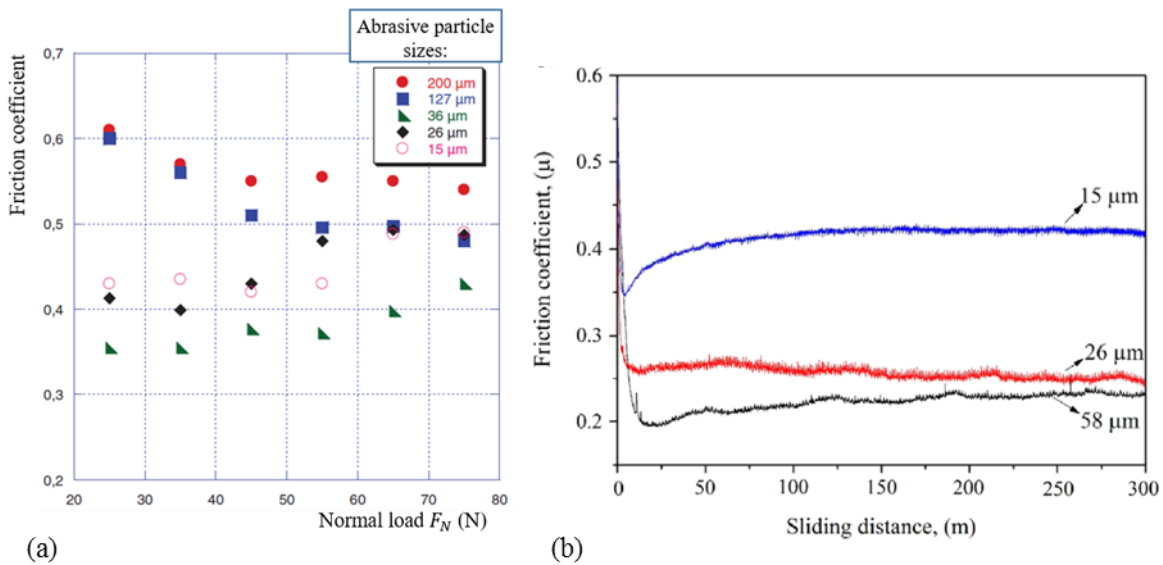 Abrasive particle
sizes:
200 µm
127 µm
36 µm
26 µm
15 µm
Friction coefficient
0,7
0,6
0,5
0,4
0,3
0,2
20
30
40
50
60
70
80
Normal load F_N (N)
(a)
Friction coefficient, (µ)
0.6
0.5
0.4
0.3
0.2
15 µm
26 µm
58 µm
0
50
100
150
200
250
300
Sliding distance, (m)
(b)